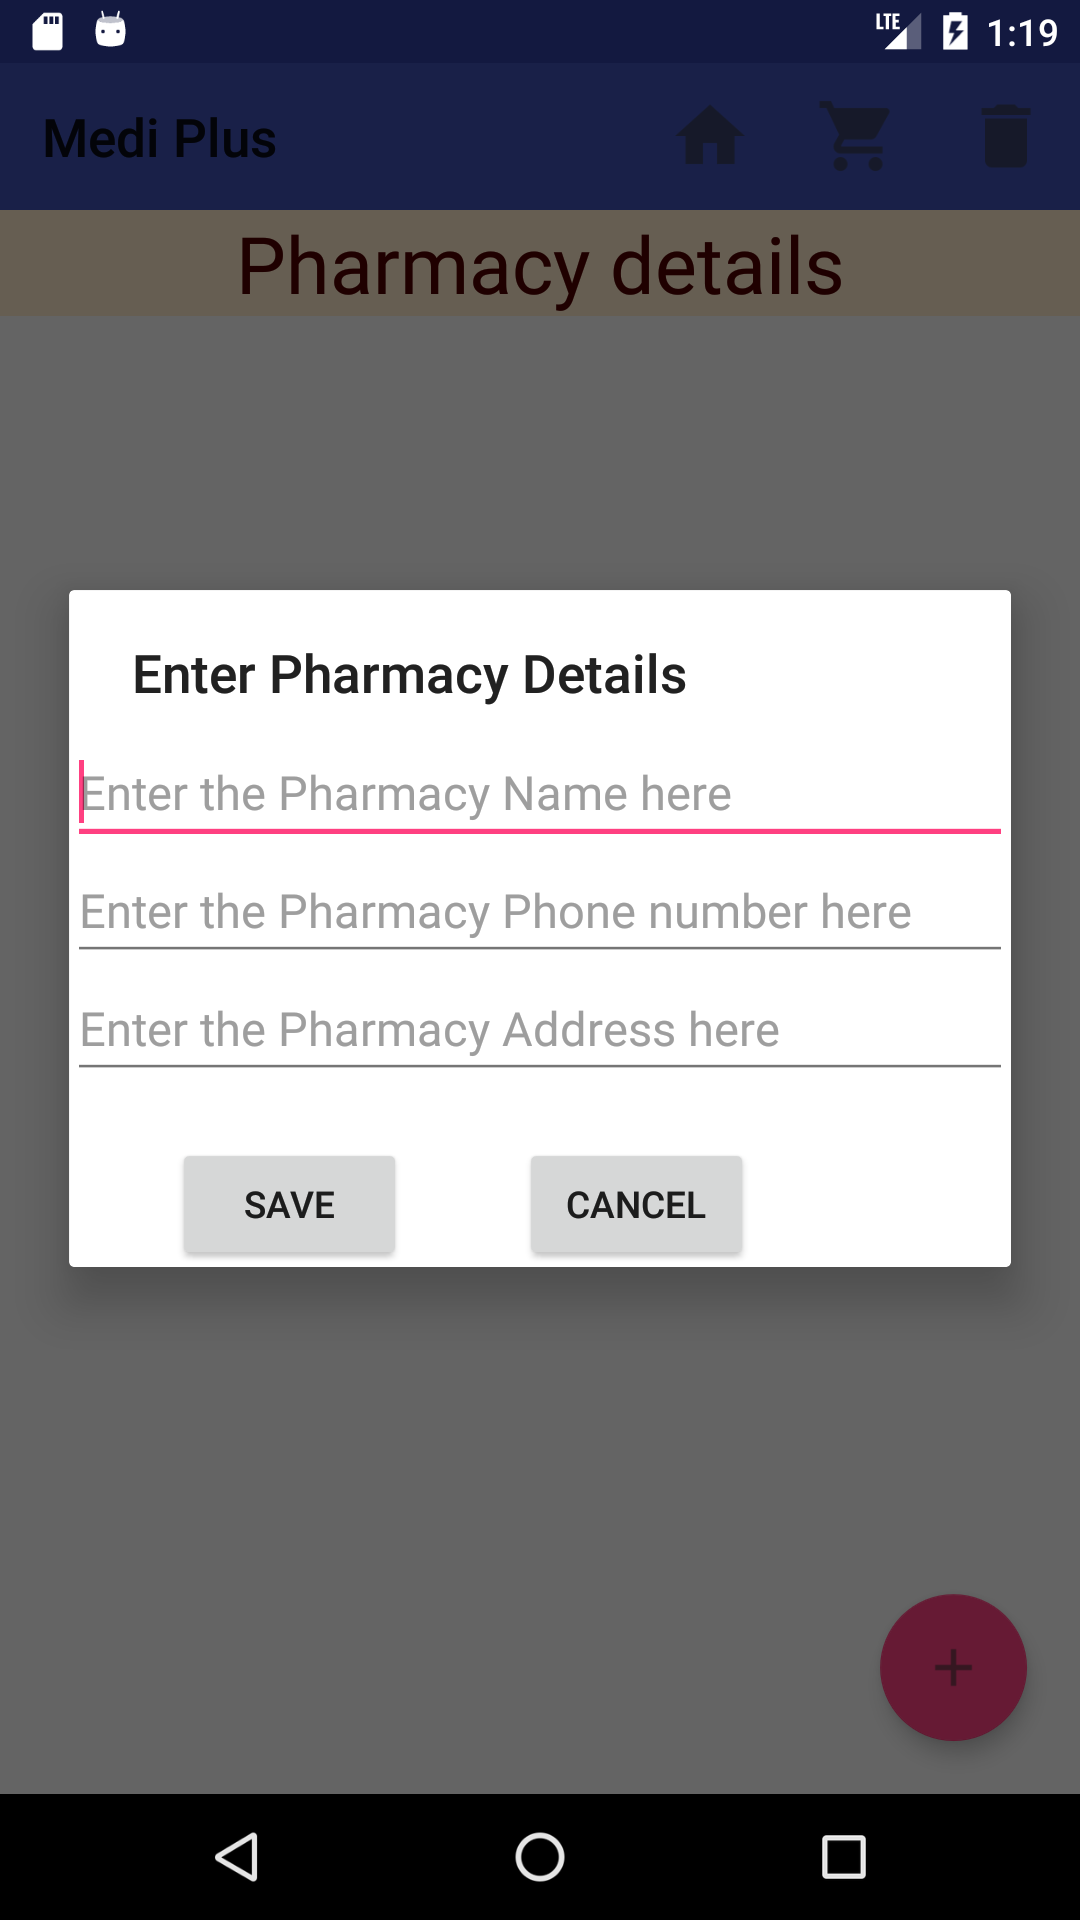 LTE 1:19
Medi Plus
Pharmacy details
Enter Pharmacy Details
Enter the Pharmacy Name here
Enter the Pharmacy Phone number here
Enter the Pharmacy Address here
SAVE CANCEL